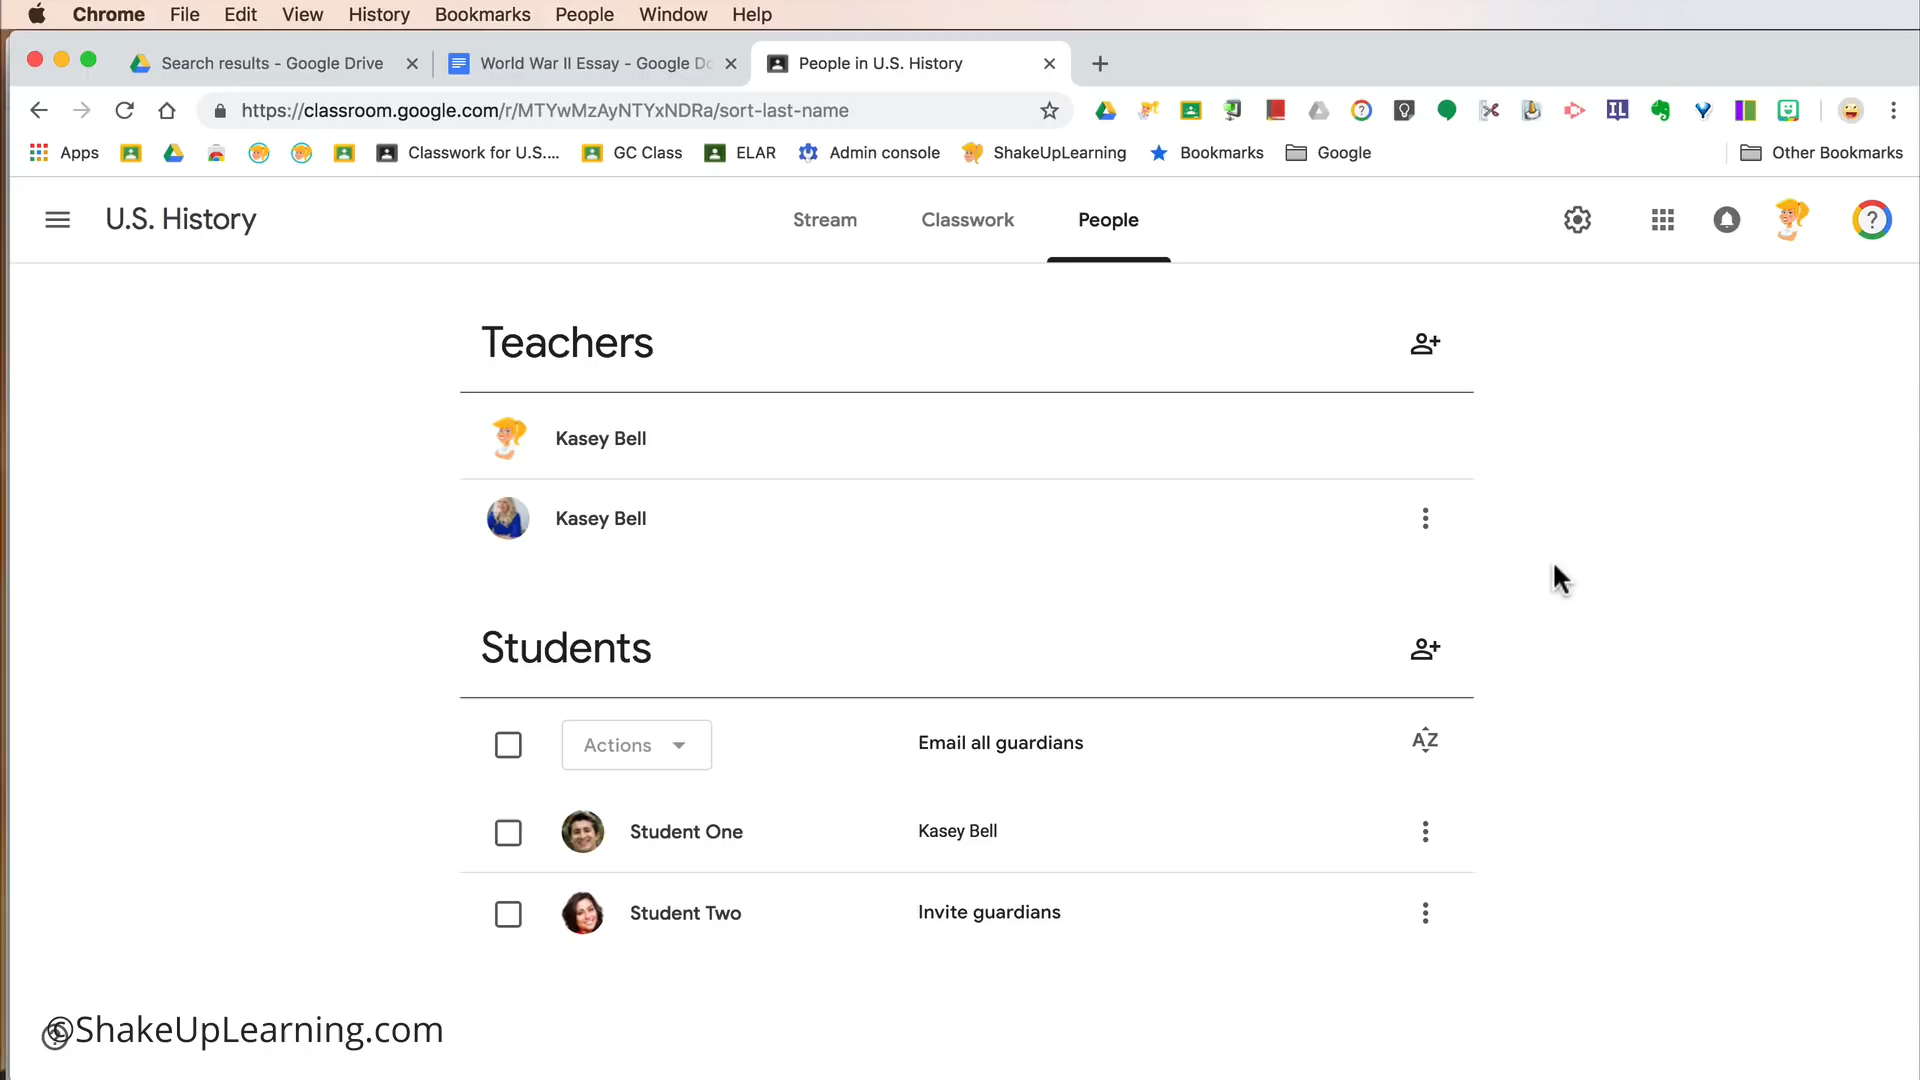 Chrome File Edit View History Bookmarks People Window Help
Search results - Google Drive
World War II Essay - Google Do
People in U.S. History
https://classroom.google.com/r/MTYwMzAyNTYxNDRa/sort-last-name
Apps
Classwork for U.S....
GC Class
ELAR
Admin console
ShakeUpLearning
Bookmarks
Google
Other Bookmarks
U.S. History
Stream
Classwork
People
Teachers
Kasey Bell
Kasey Bell
Students
Actions
Email all guardians
AZ
Student One
Kasey Bell
Student Two
Invite guardians
©ShakeUpLearning.com